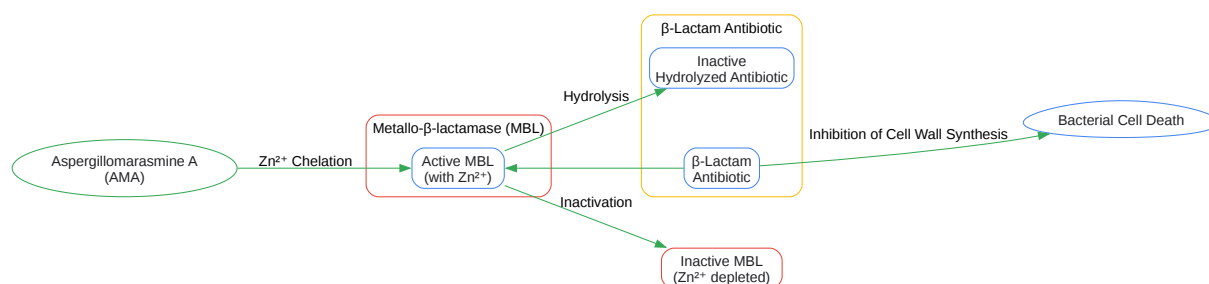 β-Lactam Antibiotic
Inactive
Hydrolyzed Antibiotic
Hydrolysis
Metallo-β-lactamase (MBL)
Bacterial Cell Death
Inhibition of Cell Wall Synthesis
Aspergillomarasmine A
(AMA)
Zn²⁺ Chelation
Active MBL
(with Zn²⁺)
β-Lactam
Antibiotic
Inactivation
Inactive MBL
(Zn²⁺ depleted)